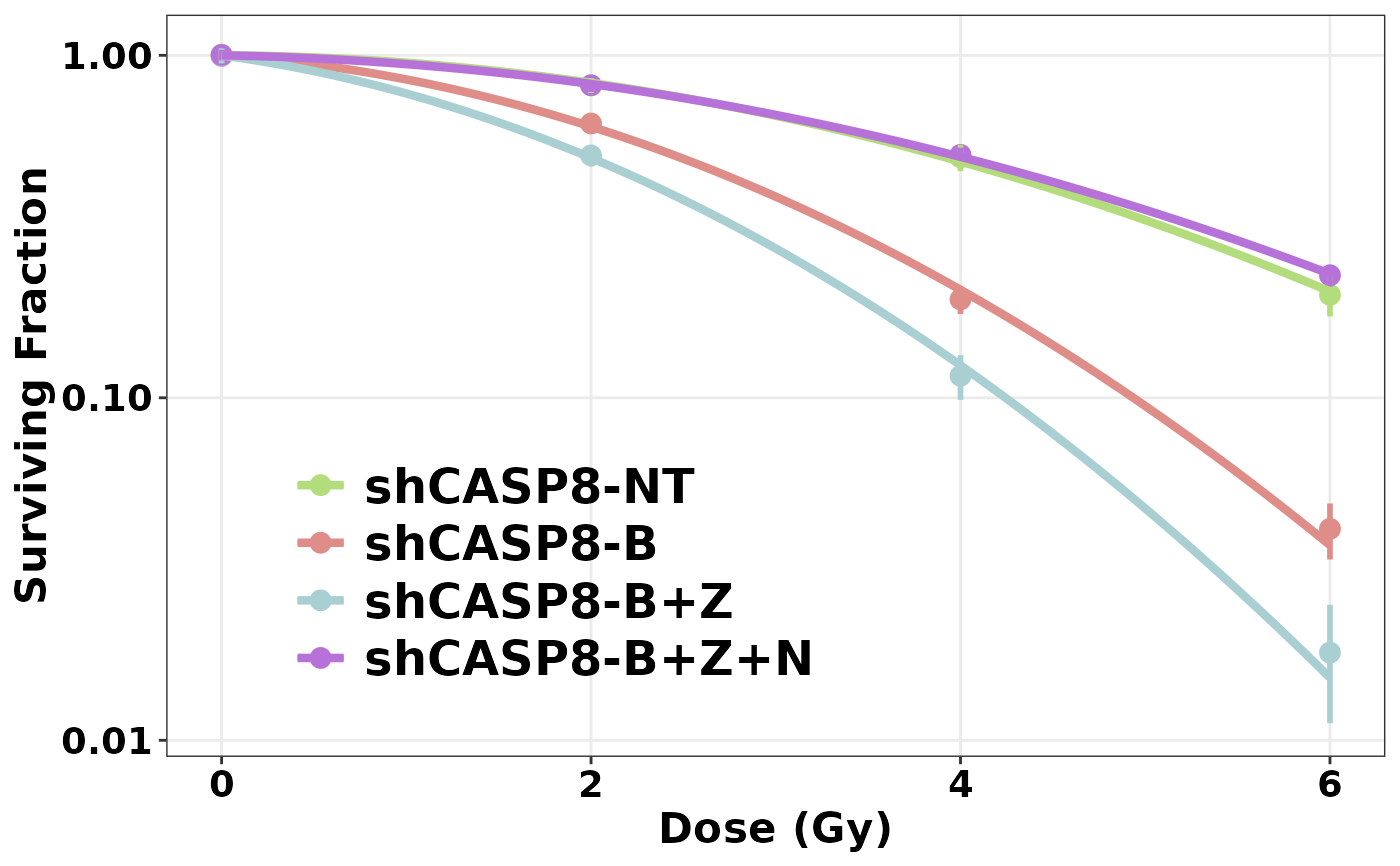 1.00
0.10
0.01
Surviving Fraction
shCASP8-NT
shCASP8-B
shCASP8-B+Z
shCASP8-B+Z+N
0 2 4 6
Dose (Gy)